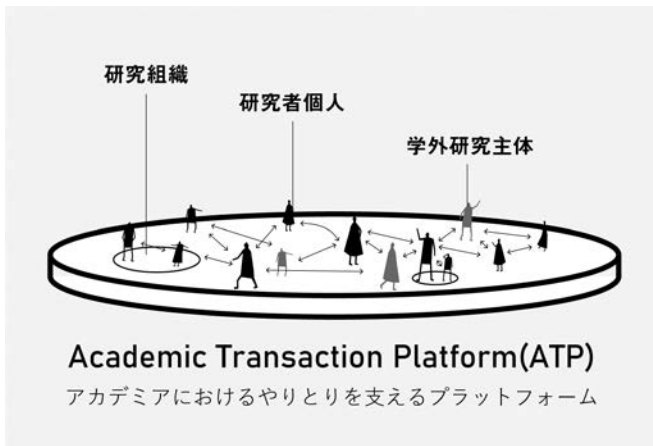 研究組織
研究者個人
学外研究主体
Academic Transaction Platform(ATP)
アカデミアにおけるやりとりを支えるプラットフォーム